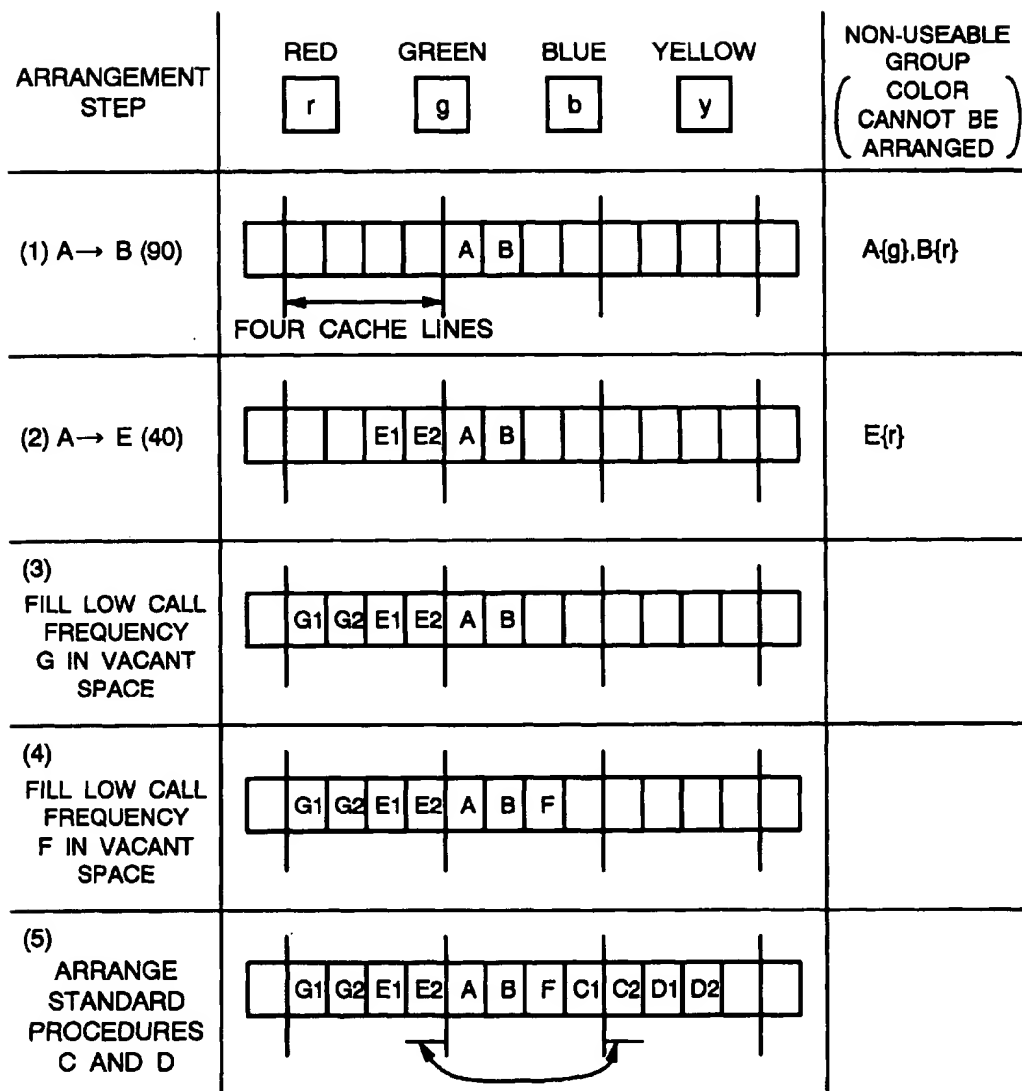 ARRANGEMENT
STEP
RED GREEN BLUE YELLOW
r g b y
NON-USEABLE
GROUP
( COLOR
CANNOT BE
ARRANGED )
(1) A→ B (90)
A B
FOUR CACHE LINES
A{g},B{r}
(2) A→ E (40)
E1 E2 A B
E{r}
(3)
FILL LOW CALL
FREQUENCY
G IN VACANT
SPACE
G1 G2 E1 E2 A B
(4)
FILL LOW CALL
FREQUENCY
F IN VACANT
SPACE
G1 G2 E1 E2 A B F
(5)
ARRANGE
STANDARD
PROCEDURES
C AND D
G1 G2 E1 E2 A B F C1 C2 D1 D2